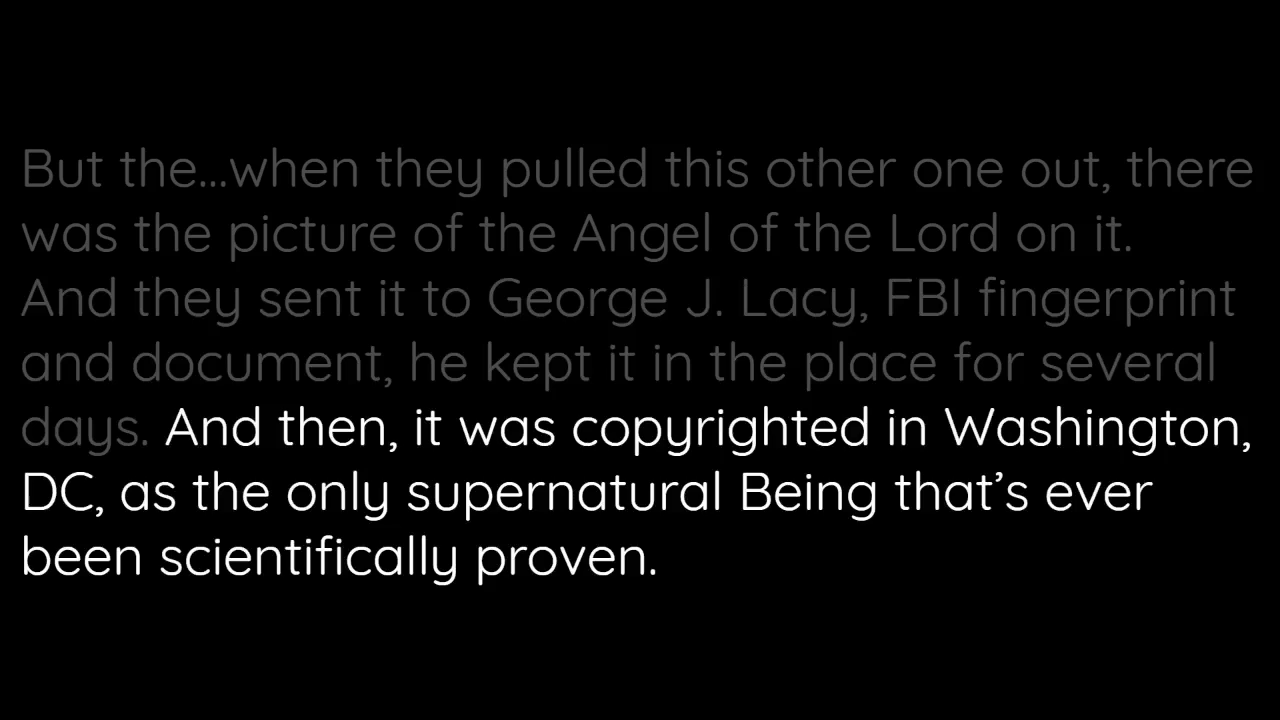 But the...when they pulled this other one out, there
was the picture of the Angel of the Lord on it.
And they sent it to George J. Lacy, FBI fingerprint
and document, he kept it in the place for several
days. And then, it was copyrighted in Washington,
DC, as the only supernatural Being that’s ever
been scientifically proven.